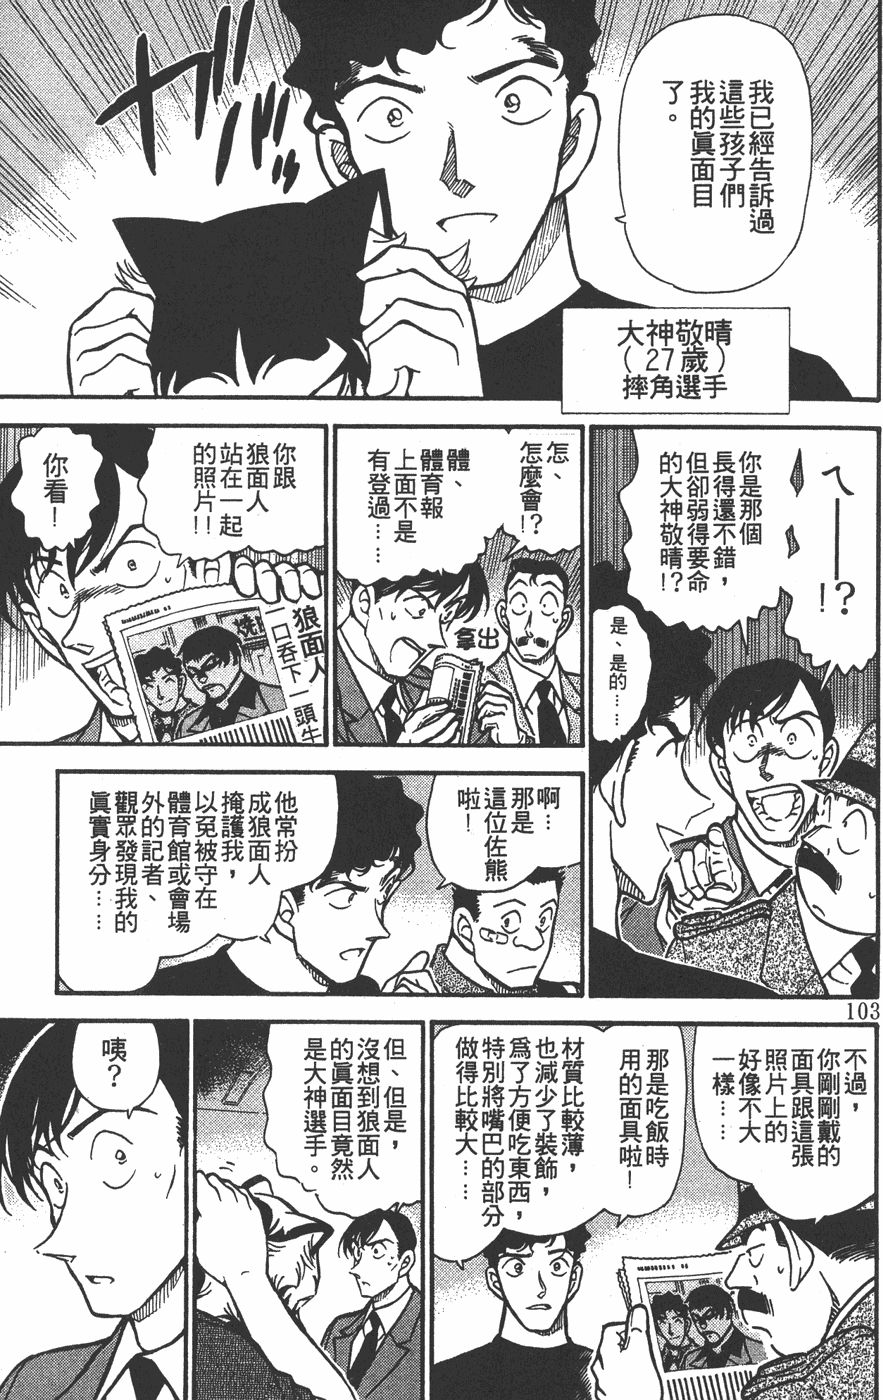 我已經告訴過
這些孩子們
我的眞面目
了。
大神敬晴
（27歲）
摔角選手
ㄟ——!?
你是那個
長得還不錯，
但卻弱得要命
的大神敬晴!?
是、是的……
怎、
怎麼會!?
體、
體育報
上面不是
有登過……
拿出
你跟
狼面人
站在一起
的照片!!
你看！
狼面人
一口呑下一頭牛
燒
啊…
那是
這位佐熊
啦！
他常扮
成狼面人
掩護我，
以免被守在
體育館或會場
外的記者、
觀眾發現我的
眞實身分……
103
不過，
你剛剛戴的
面具跟這張
照片上的
好像不大
一樣……
那是吃飯時
用的面具啦！
材質比較薄，
也減少了裝飾，
爲了方便吃東西，
特別將嘴巴的部分
做得比較大……
但、但是，
沒想到狼面人
的眞面目竟然
是大神選手。
咦？